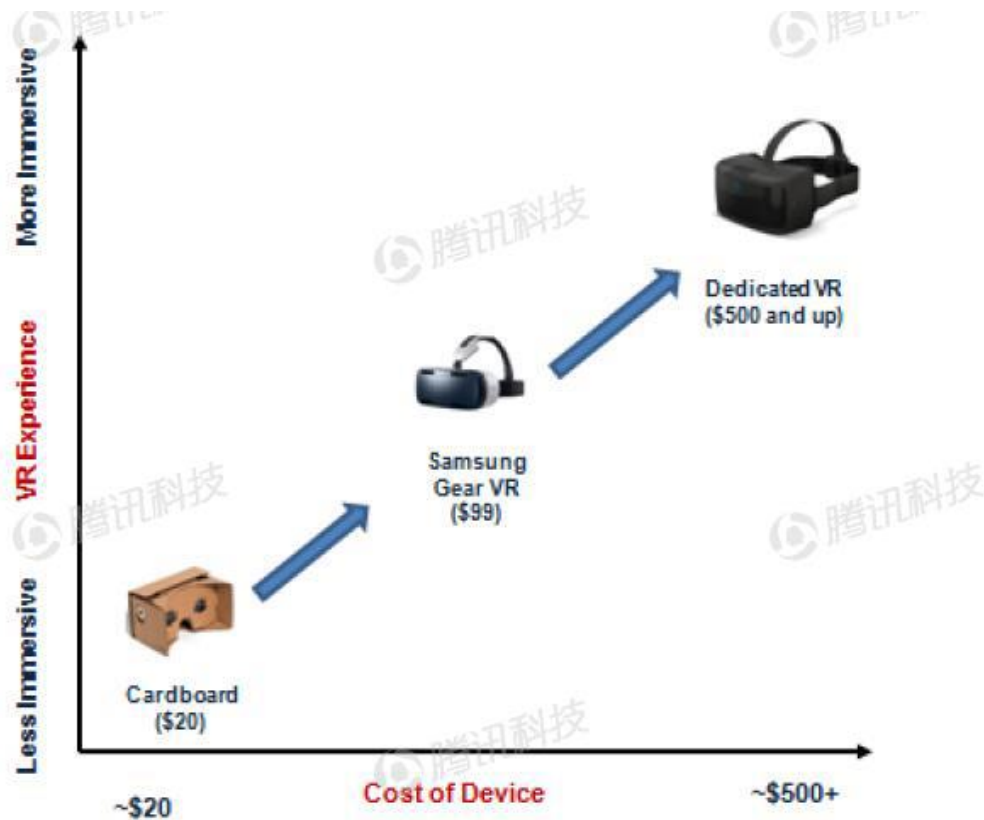 腾讯科技
More Immersive
腾讯科技
Dedicated VR
($500 and up)
VR Experience
Samsung
Gear VR
($99)
腾讯科技
腾讯科技
Less Immersive
Cardboard
($20)
腾讯科技
~$20
Cost of Device
~$500+